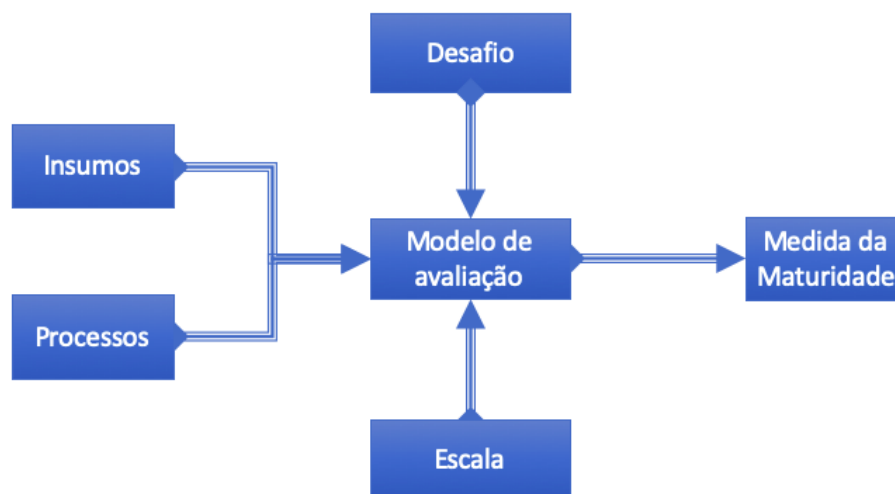 Desafio
Insumos
Modelo de
avaliação
Medida da
Maturidade
Processos
Escala